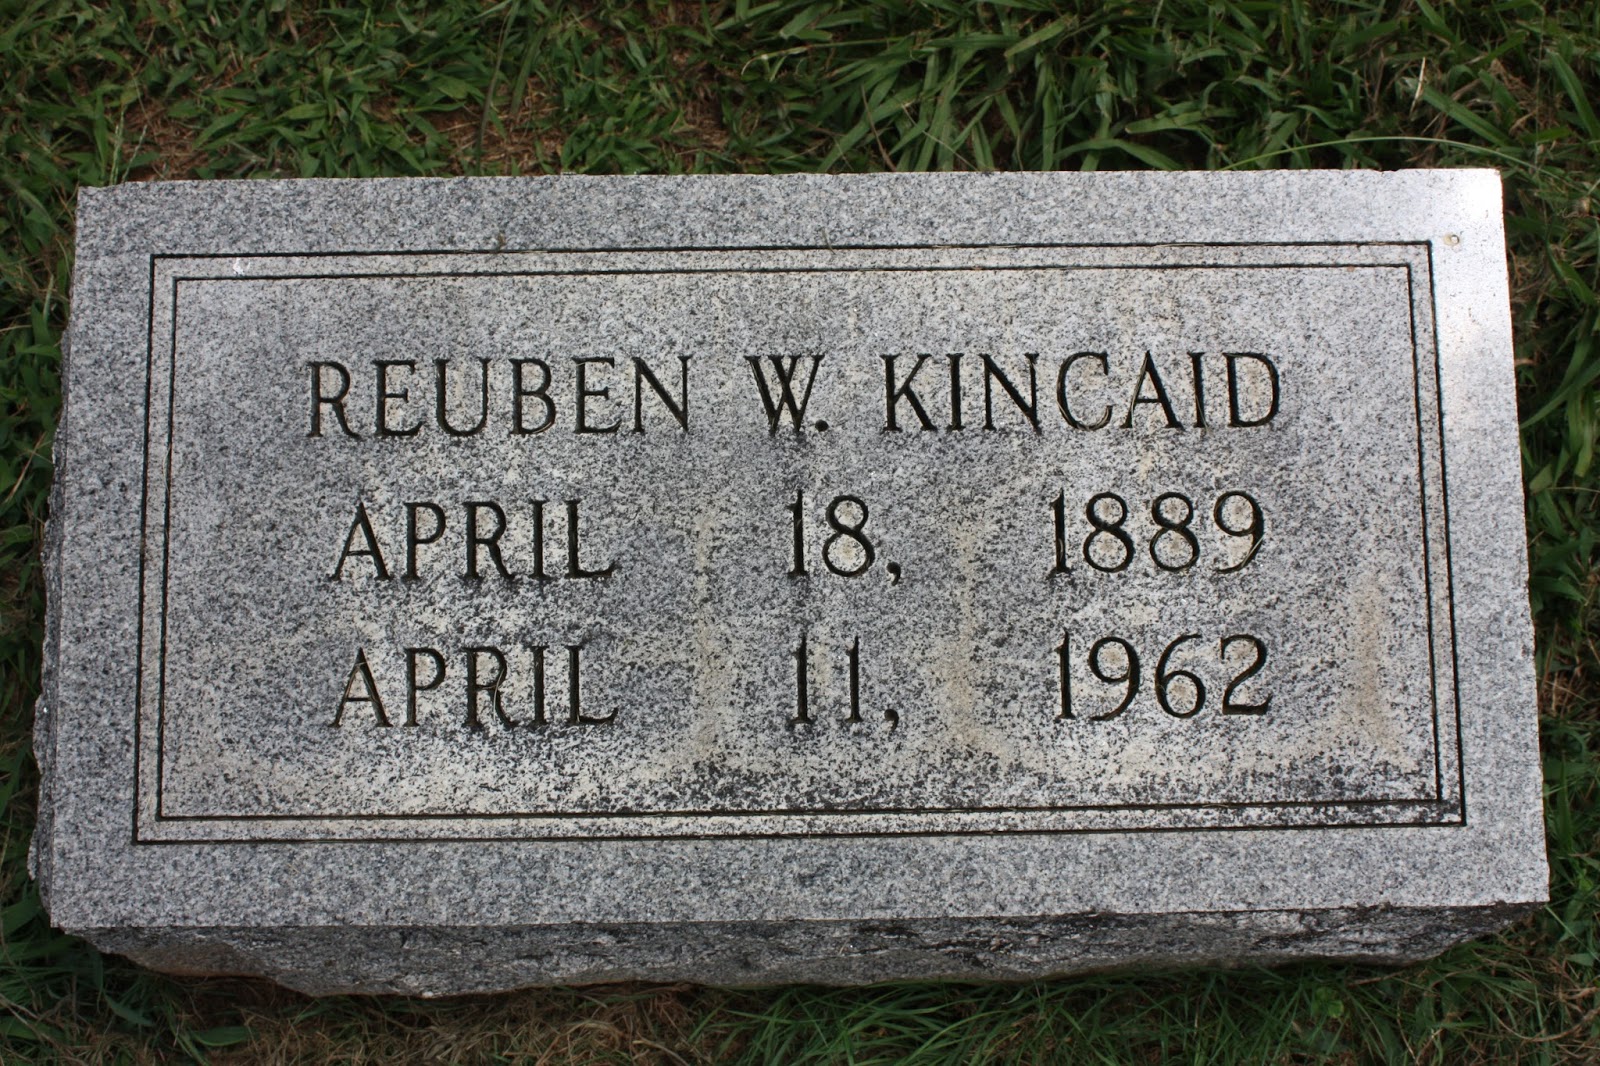 REUBEN W. KINCAID
APRIL 18, 1889
APRIL 11, 1962